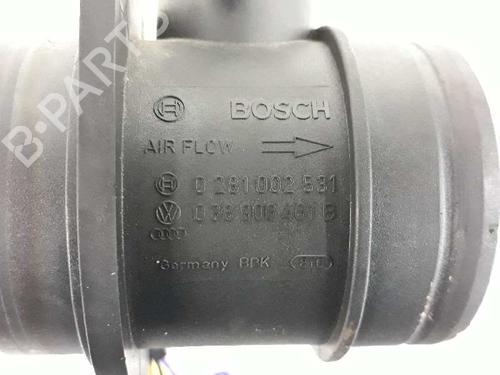 B-PARTS
BOSCH
AIR FLOW
0 281 002 531
038 906 461 B
Germany BPK